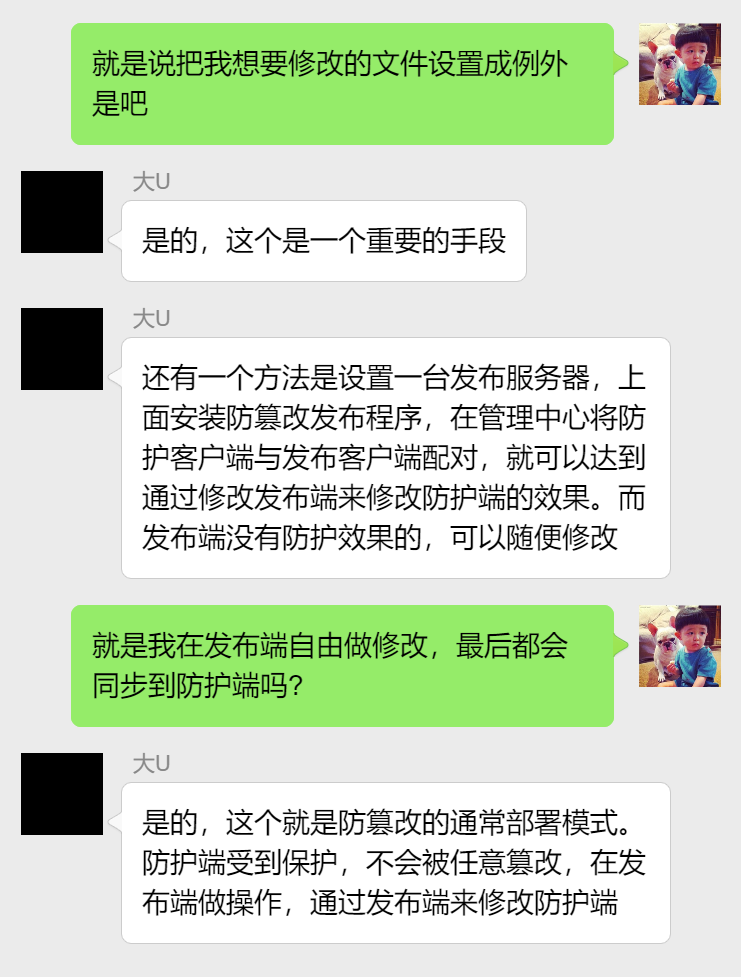 就是说把我想要修改的文件设置成例外
是吧
大U
是的，这个是一个重要的手段
大U
还有一个方法是设置一台发布服务器，上
面安装防篡改发布程序，在管理中心将防
护客户端与发布客户端配对，就可以达到
通过修改发布端来修改防护端的效果。而
发布端没有防护效果的，可以随便修改
就是我在发布端自由做修改，最后都会
同步到防护端吗?
大U
是的，这个就是防篡改的通常部署模式。
防护端受到保护，不会被任意篡改，在发
布端做操作，通过发布端来修改防护端